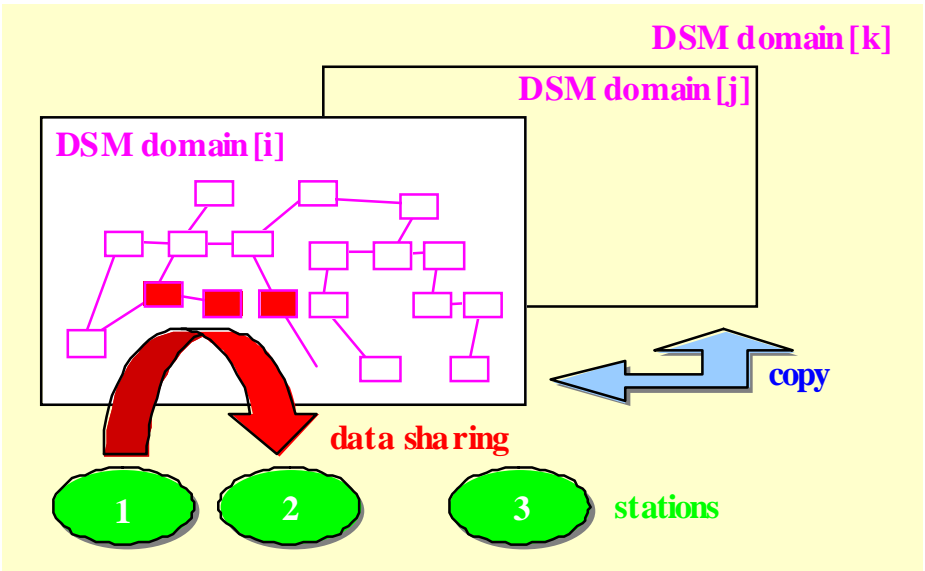 DSM domain[k]
DSM domain[j]
DSM domain[i]
copy
data sharing
1
2
3
stations